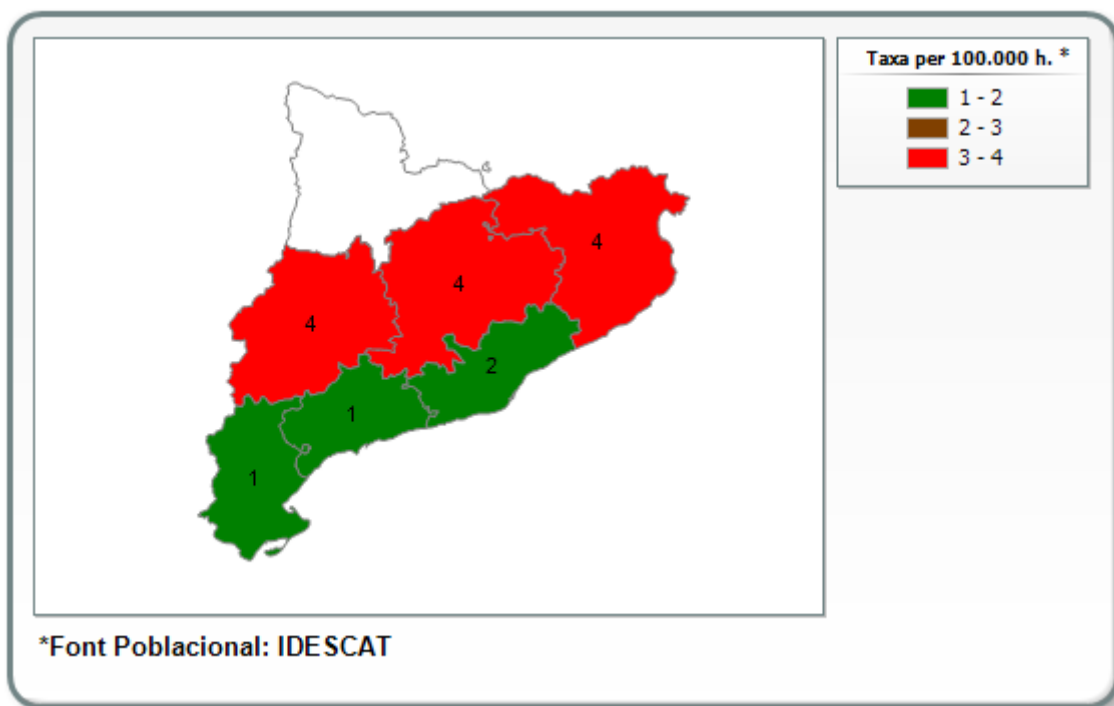 Taxa per 100.000 h. *
1 - 2
2 - 3
3 - 4
4
4
4
2
1
1
*Font Poblacional: IDESCAT